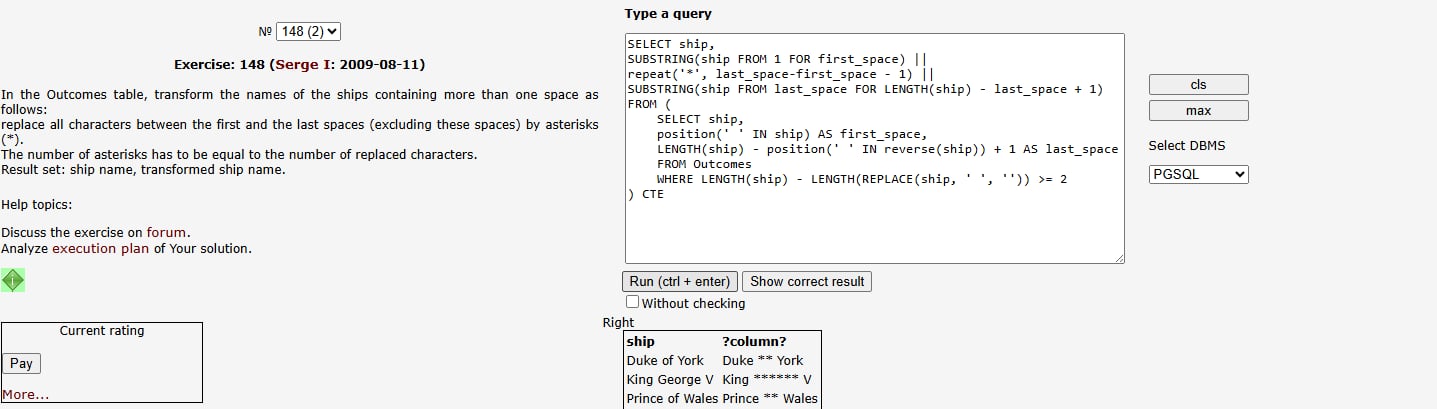 № 148 (2)
Exercise: 148 (Serge I: 2009-08-11)
In the Outcomes table, transform the names of the ships containing more than one space as
follows:
replace all characters between the first and the last spaces (excluding these spaces) by asterisks
(*).
The number of asterisks has to be equal to the number of replaced characters.
Result set: ship name, transformed ship name.
Help topics:
Discuss the exercise on forum.
Analyze execution plan of Your solution.
Current rating
Pay
More...
Type a query
SELECT ship,
SUBSTRING(ship FROM 1 FOR first_space) ||
repeat('*', last_space-first_space - 1) ||
SUBSTRING(ship FROM last_space FOR LENGTH(ship) - last_space + 1)
FROM (
    SELECT ship,
    position(' ' IN ship) AS first_space,
    LENGTH(ship) - position(' ' IN reverse(ship)) + 1 AS last_space
    FROM Outcomes
    WHERE LENGTH(ship) - LENGTH(REPLACE(ship, ' ', '')) >= 2
) CTE
cls
max
Select DBMS
PGSQL
Run (ctrl + enter) Show correct result
Without checking
Right
ship ?column?
Duke of York Duke ** York
King George V King ****** V
Prince of Wales Prince ** Wales